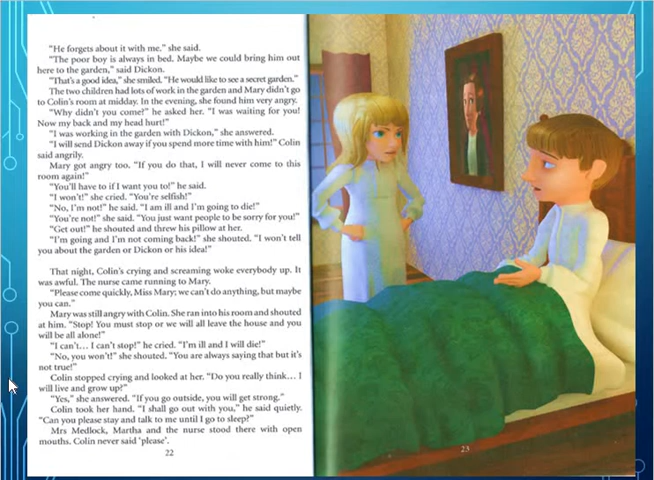 "He forgets about it with me," she said.
"The poor boy is always in bed. Maybe we could bring him out
here to the garden," said Dickon.
"That's a good idea," she smiled. "He would like to see a secret garden."
The two children had lots of work in the garden and Mary didn't go
to Colin's room at midday. In the evening, she found him very angry.
"Why didn't you come?" he asked her. "I was waiting for you!
Now my back and my head hurt!"
"I was working in the garden with Dickon," she answered.
"I will send Dickon away if you spend more time with him!" Colin
said angrily.
Mary got angry too. "If you do that, I will never come to this
room again!"
"You'll have to if I want you to!" he said.
"I won't!" she cried. "You're selfish!"
"No, I'm not!" he said. "I am ill and I'm going to die!"
"You're not!" she said. "You just want people to be sorry for you!"
"Get out!" he shouted and threw his pillow at her.
"I'm going and I'm not coming back!" she shouted. "I won't tell
you about the garden or Dickon or his idea!"
That night, Colin's crying and screaming woke everybody up. It
was awful. The nurse came running to Mary.
"Please come quickly, Miss Mary; we can't do anything, but maybe
you can."
Mary was still angry with Colin. She ran into his room and shouted
at him. "Stop! You must stop or we will all leave the house and you
will be all alone!"
"I can't... I can't stop!" he cried. "I'm ill and I will die!"
"No, you won't!" she shouted. "You are always saying that but it's
not true!"
Colin stopped crying and looked at her. "Do you really think... I
will live and grow up?"
"Yes," she answered. "If you go outside, you will get strong."
Colin took her hand. "I shall go out with you," he said quietly.
"Can you please stay and talk to me until I go to sleep?"
Mrs Medlock, Martha and the nurse stood there with open
mouths. Colin never said 'please'.
22
23